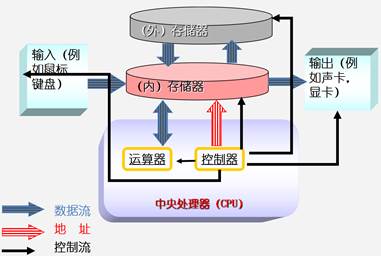 （外）存储器
输入（例
如鼠标
键盘）
（内）存储器
输出（例
如声卡，
显卡）
运算器
控制器
中央处理器（CPU）
数据流
地 址
控制流